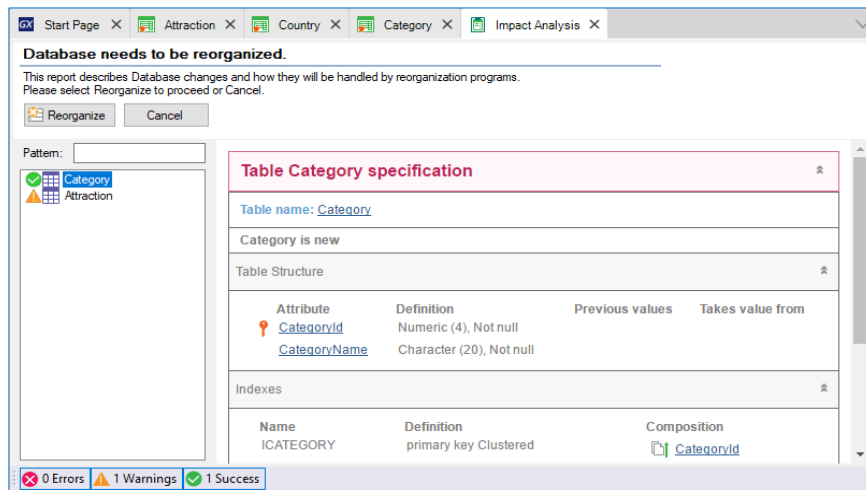 GX Start Page
Attraction
Country
Category
Impact Analysis
Database needs to be reorganized.
This report describes Database changes and how they will be handled by reorganization programs.
Please select Reorganize to proceed or Cancel.
Reorganize
Cancel
Pattern:
Category
Attraction
Table Category specification
Table name: Category
Category is new
Table Structure
Attribute Definition Previous values Takes value from
CategoryId Numeric (4), Not null
CategoryName Character (20), Not null
Indexes
Name Definition Composition
ICATEGORY primary key Clustered CategoryId
0 Errors 1 Warnings 1 Success